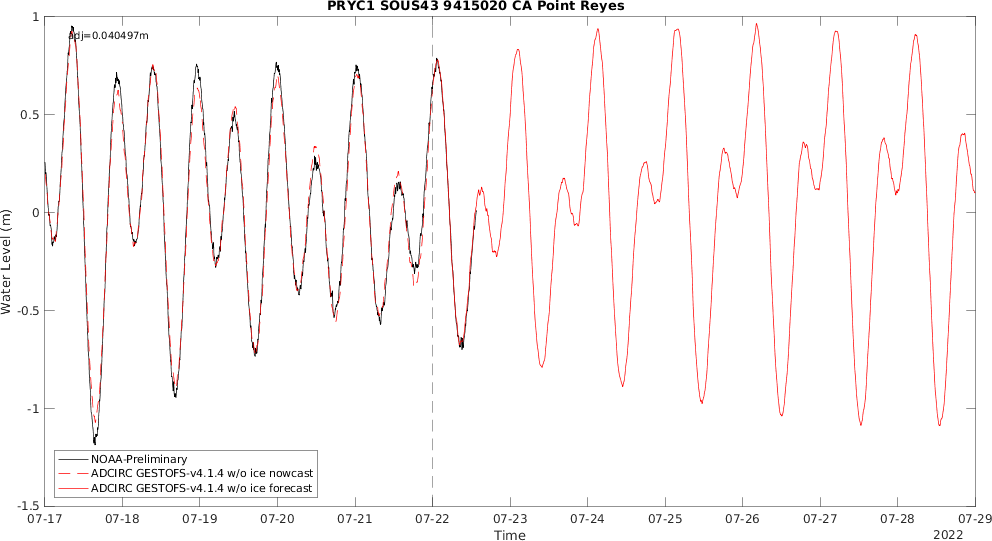 PRYC1 SOUS43 9415020 CA Point Reyes
adj=0.040497m
Water Level (m)
1
0.5
0
-0.5
-1
-1.5
NOAA-Preliminary
ADCIRC GESTOFS-v4.1.4 w/o ice nowcast
ADCIRC GESTOFS-v4.1.4 w/o ice forecast
07-17 07-18 07-19 07-20 07-21 07-22 07-23 07-24 07-25 07-26 07-27 07-28 07-29
Time
2022